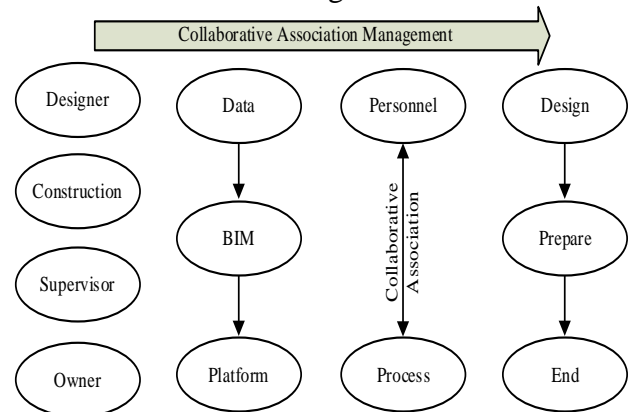 Collaborative Association Management
Designer
Data
Personnel
Design
Construction
BIM
Collaborative
Association
Prepare
Supervisor
Owner
Platform
Process
End